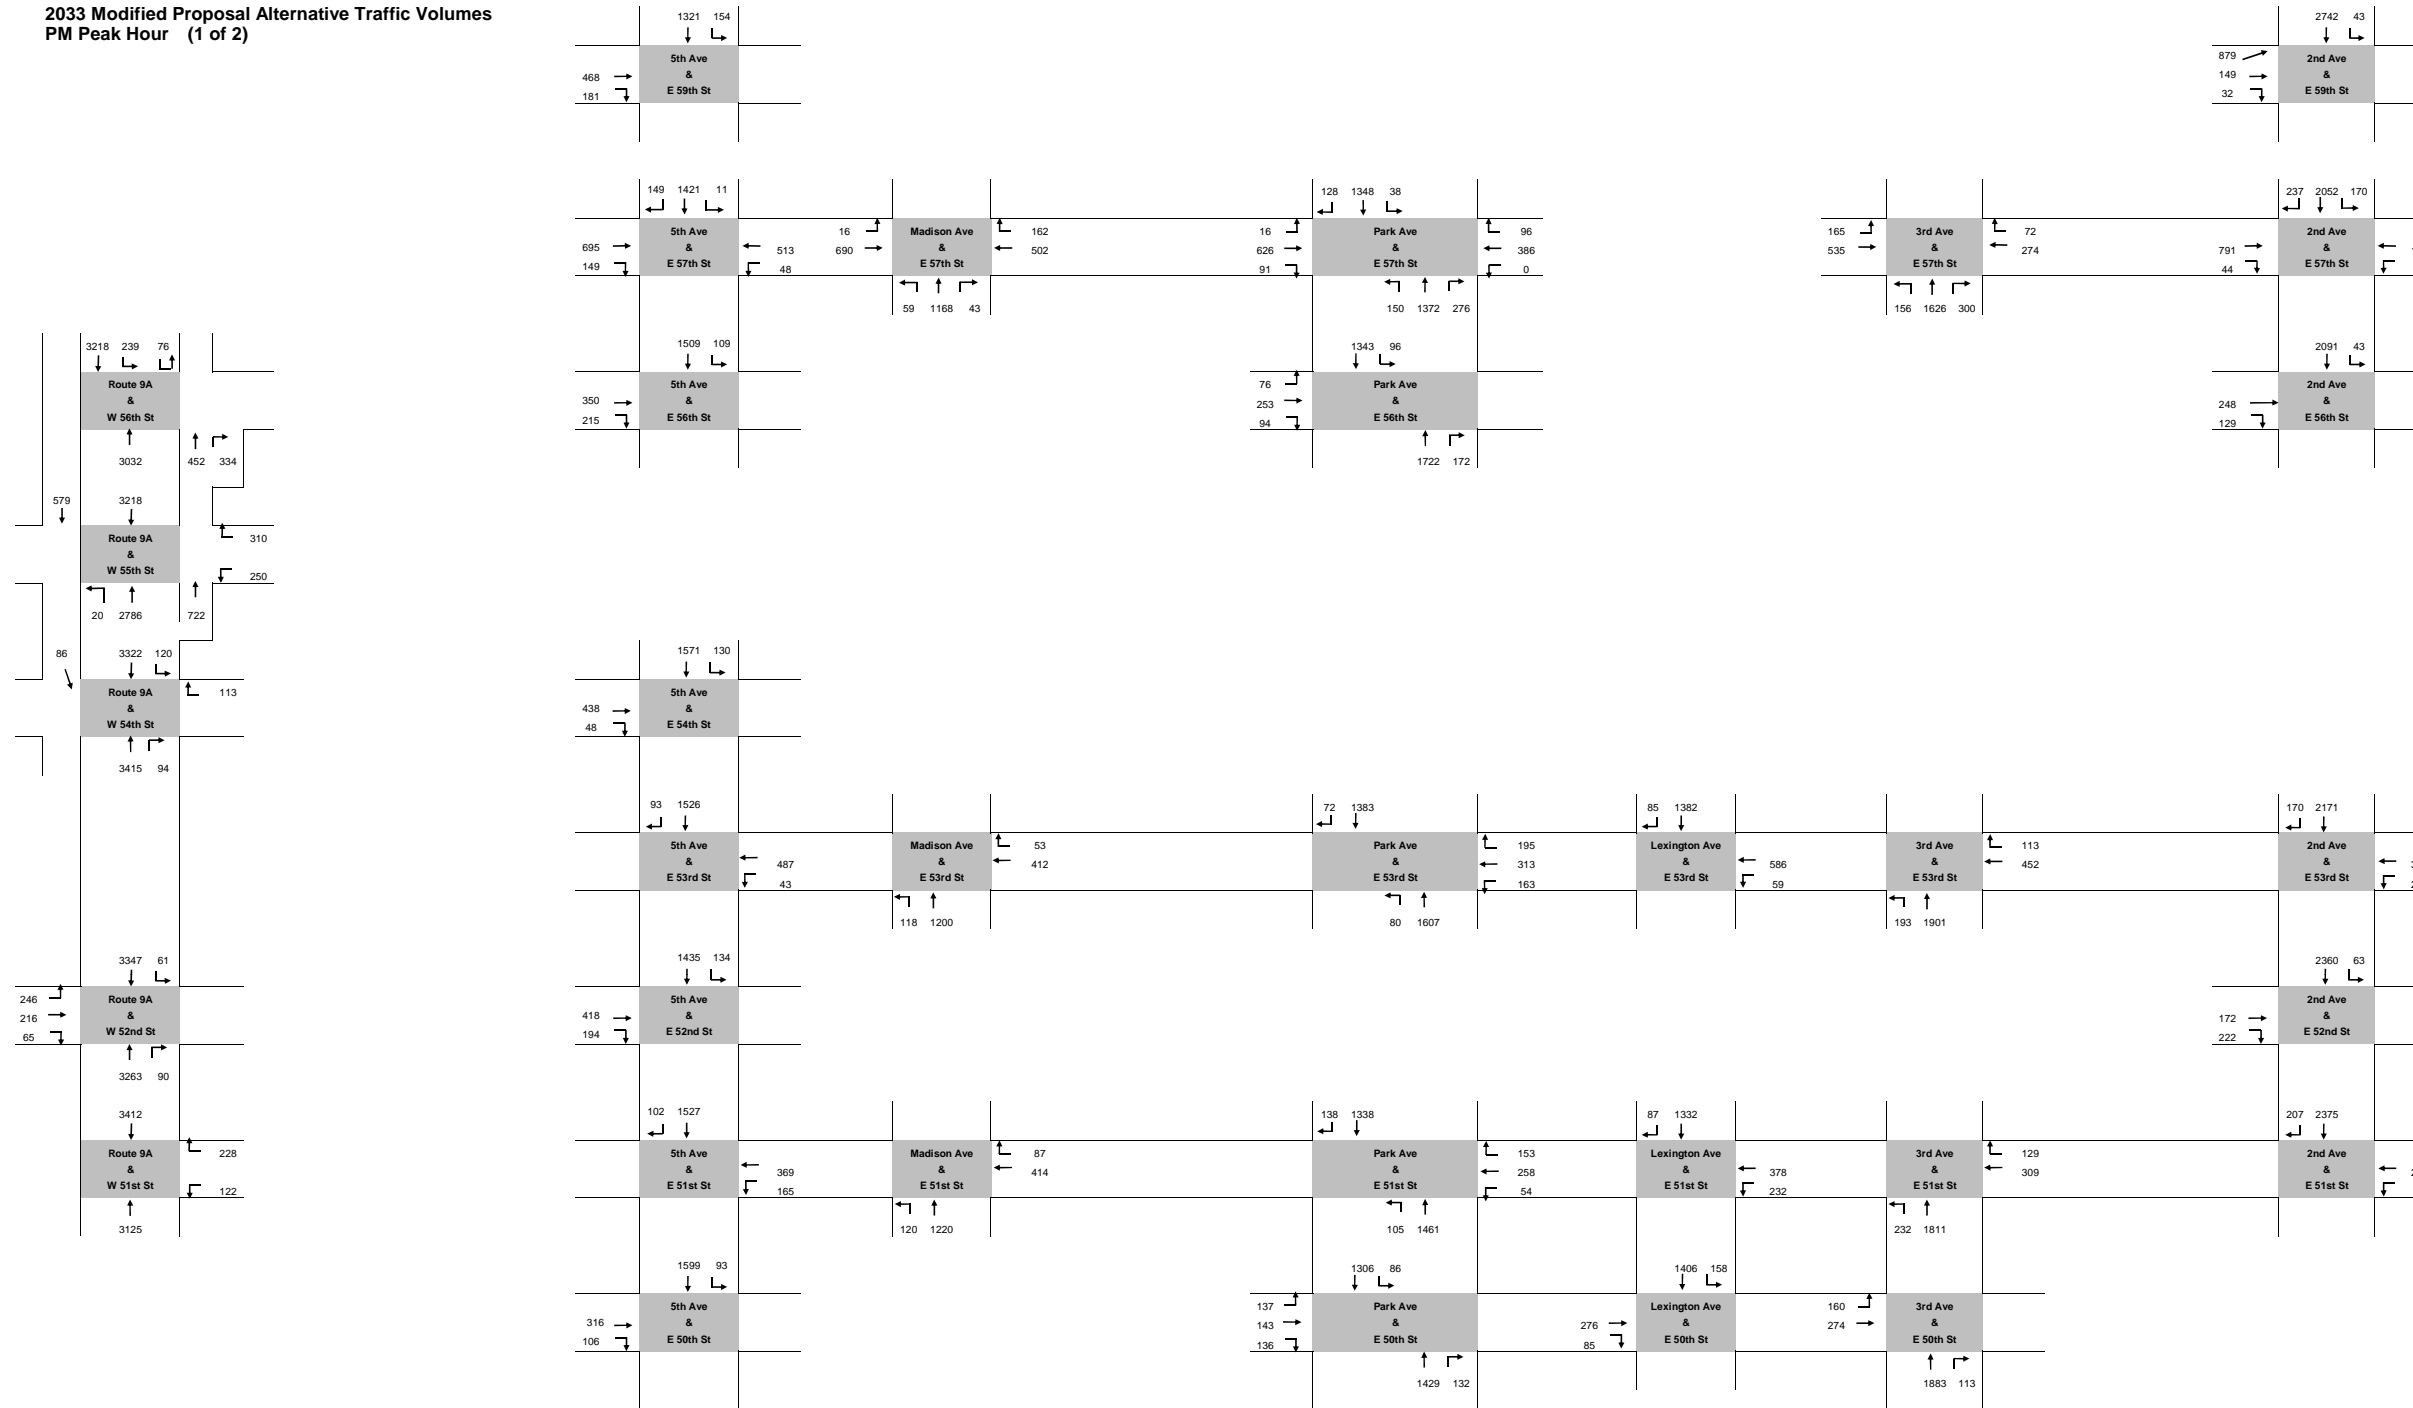 2033 Modified Proposal Alternative Traffic Volumes
PM Peak Hour (1 of 2)
1321 154
5th Ave
&
E 59th St
468
181
2742 43
879
149
32
2nd Ave
&
E 59th St
149 1421 11
695
149
5th Ave
&
E 57th St
513
48
16
690
Madison Ave
&
E 57th St
162
502
59 1168 43
128 1348 38
16
626
91
Park Ave
&
E 57th St
96
386
0
150 1372 276
165
535
3rd Ave
&
E 57th St
72
274
156 1626 300
237 2052 170
791
44
2nd Ave
&
E 57th St
3218 239 76
Route 9A
&
W 56th St
3032 452 334
1509 109
350
215
5th Ave
&
E 56th St
1343 96
76
253
94
Park Ave
&
E 56th St
1722 172
2091 43
248
129
2nd Ave
&
E 56th St
579 3218
Route 9A
&
W 55th St
310
250
20 2786 722
86 3322 120
Route 9A
&
W 54th St
113
3415 94
1571 130
438
48
5th Ave
&
E 54th St
93 1526
5th Ave
&
E 53rd St
487
43
Madison Ave
&
E 53rd St
53
412
118 1200
72 1383
Park Ave
&
E 53rd St
195
313
163
80 1607
85 1382
Lexington Ave
&
E 53rd St
586
59
3rd Ave
&
E 53rd St
113
452
193 1901
170 2171
2nd Ave
&
E 53rd St
3347 61
246
216
65
Route 9A
&
W 52nd St
3263 90
1435 134
418
194
5th Ave
&
E 52nd St
2360 63
172
222
2nd Ave
&
E 52nd St
3412
Route 9A
&
W 51st St
228
122
3125
102 1527
5th Ave
&
E 51st St
369
165
Madison Ave
&
E 51st St
87
414
120 1220
138 1338
Park Ave
&
E 51st St
153
258
54
105 1461
87 1332
Lexington Ave
&
E 51st St
378
232
3rd Ave
&
E 51st St
129
309
232 1811
207 2375
2nd Ave
&
E 51st St
1599 93
316
106
5th Ave
&
E 50th St
1306 86
137
143
136
Park Ave
&
E 50th St
1429 132
1406 158
276
85
Lexington Ave
&
E 50th St
160
274
3rd Ave
&
E 50th St
1883 113